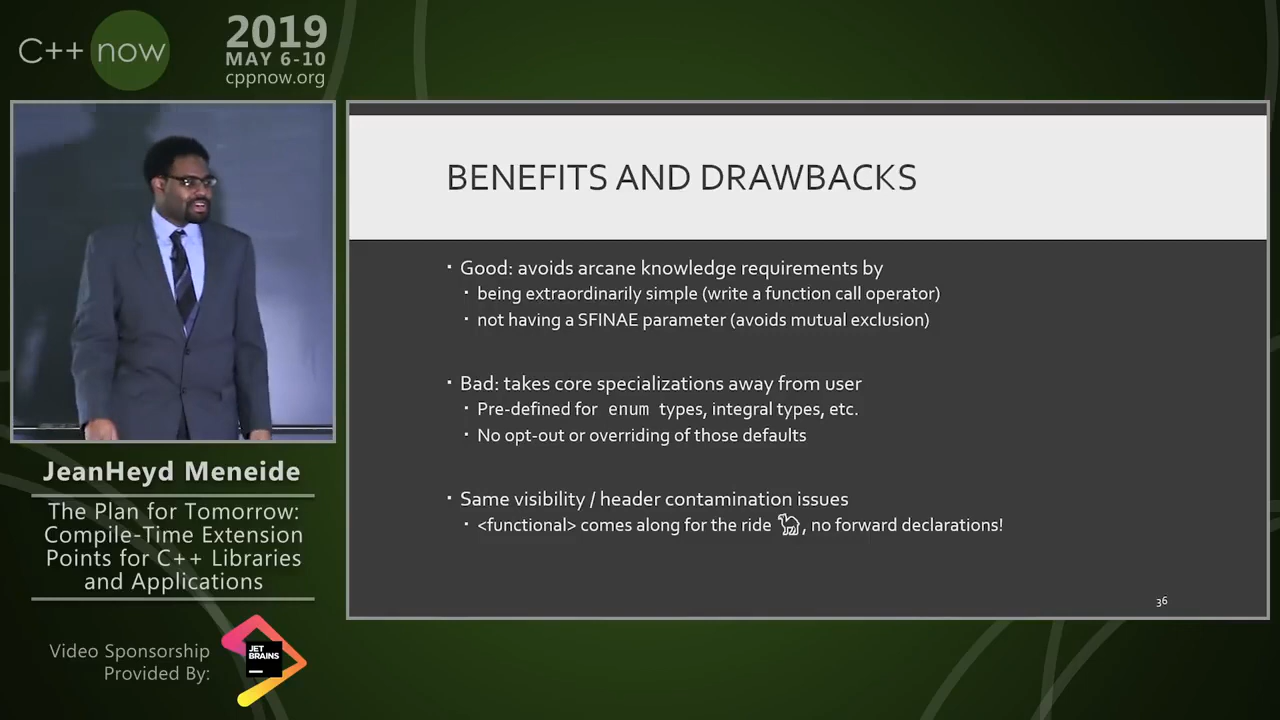 C++ now
2019
MAY 6-10
cppnow.org
BENEFITS AND DRAWBACKS
▪ Good: avoids arcane knowledge requirements by
▪ being extraordinarily simple (write a function call operator)
▪ not having a SFINAE parameter (avoids mutual exclusion)
▪ Bad: takes core specializations away from user
▪ Pre-defined for enum types, integral types, etc.
▪ No opt-out or overriding of those defaults
▪ Same visibility / header contamination issues
▪ <functional> comes along for the ride 🐪, no forward declarations!
36
JeanHeyd Meneide
The Plan for Tomorrow:
Compile-Time Extension
Points for C++ Libraries
and Applications
Video Sponsorship
Provided By:
JET
BRAINS